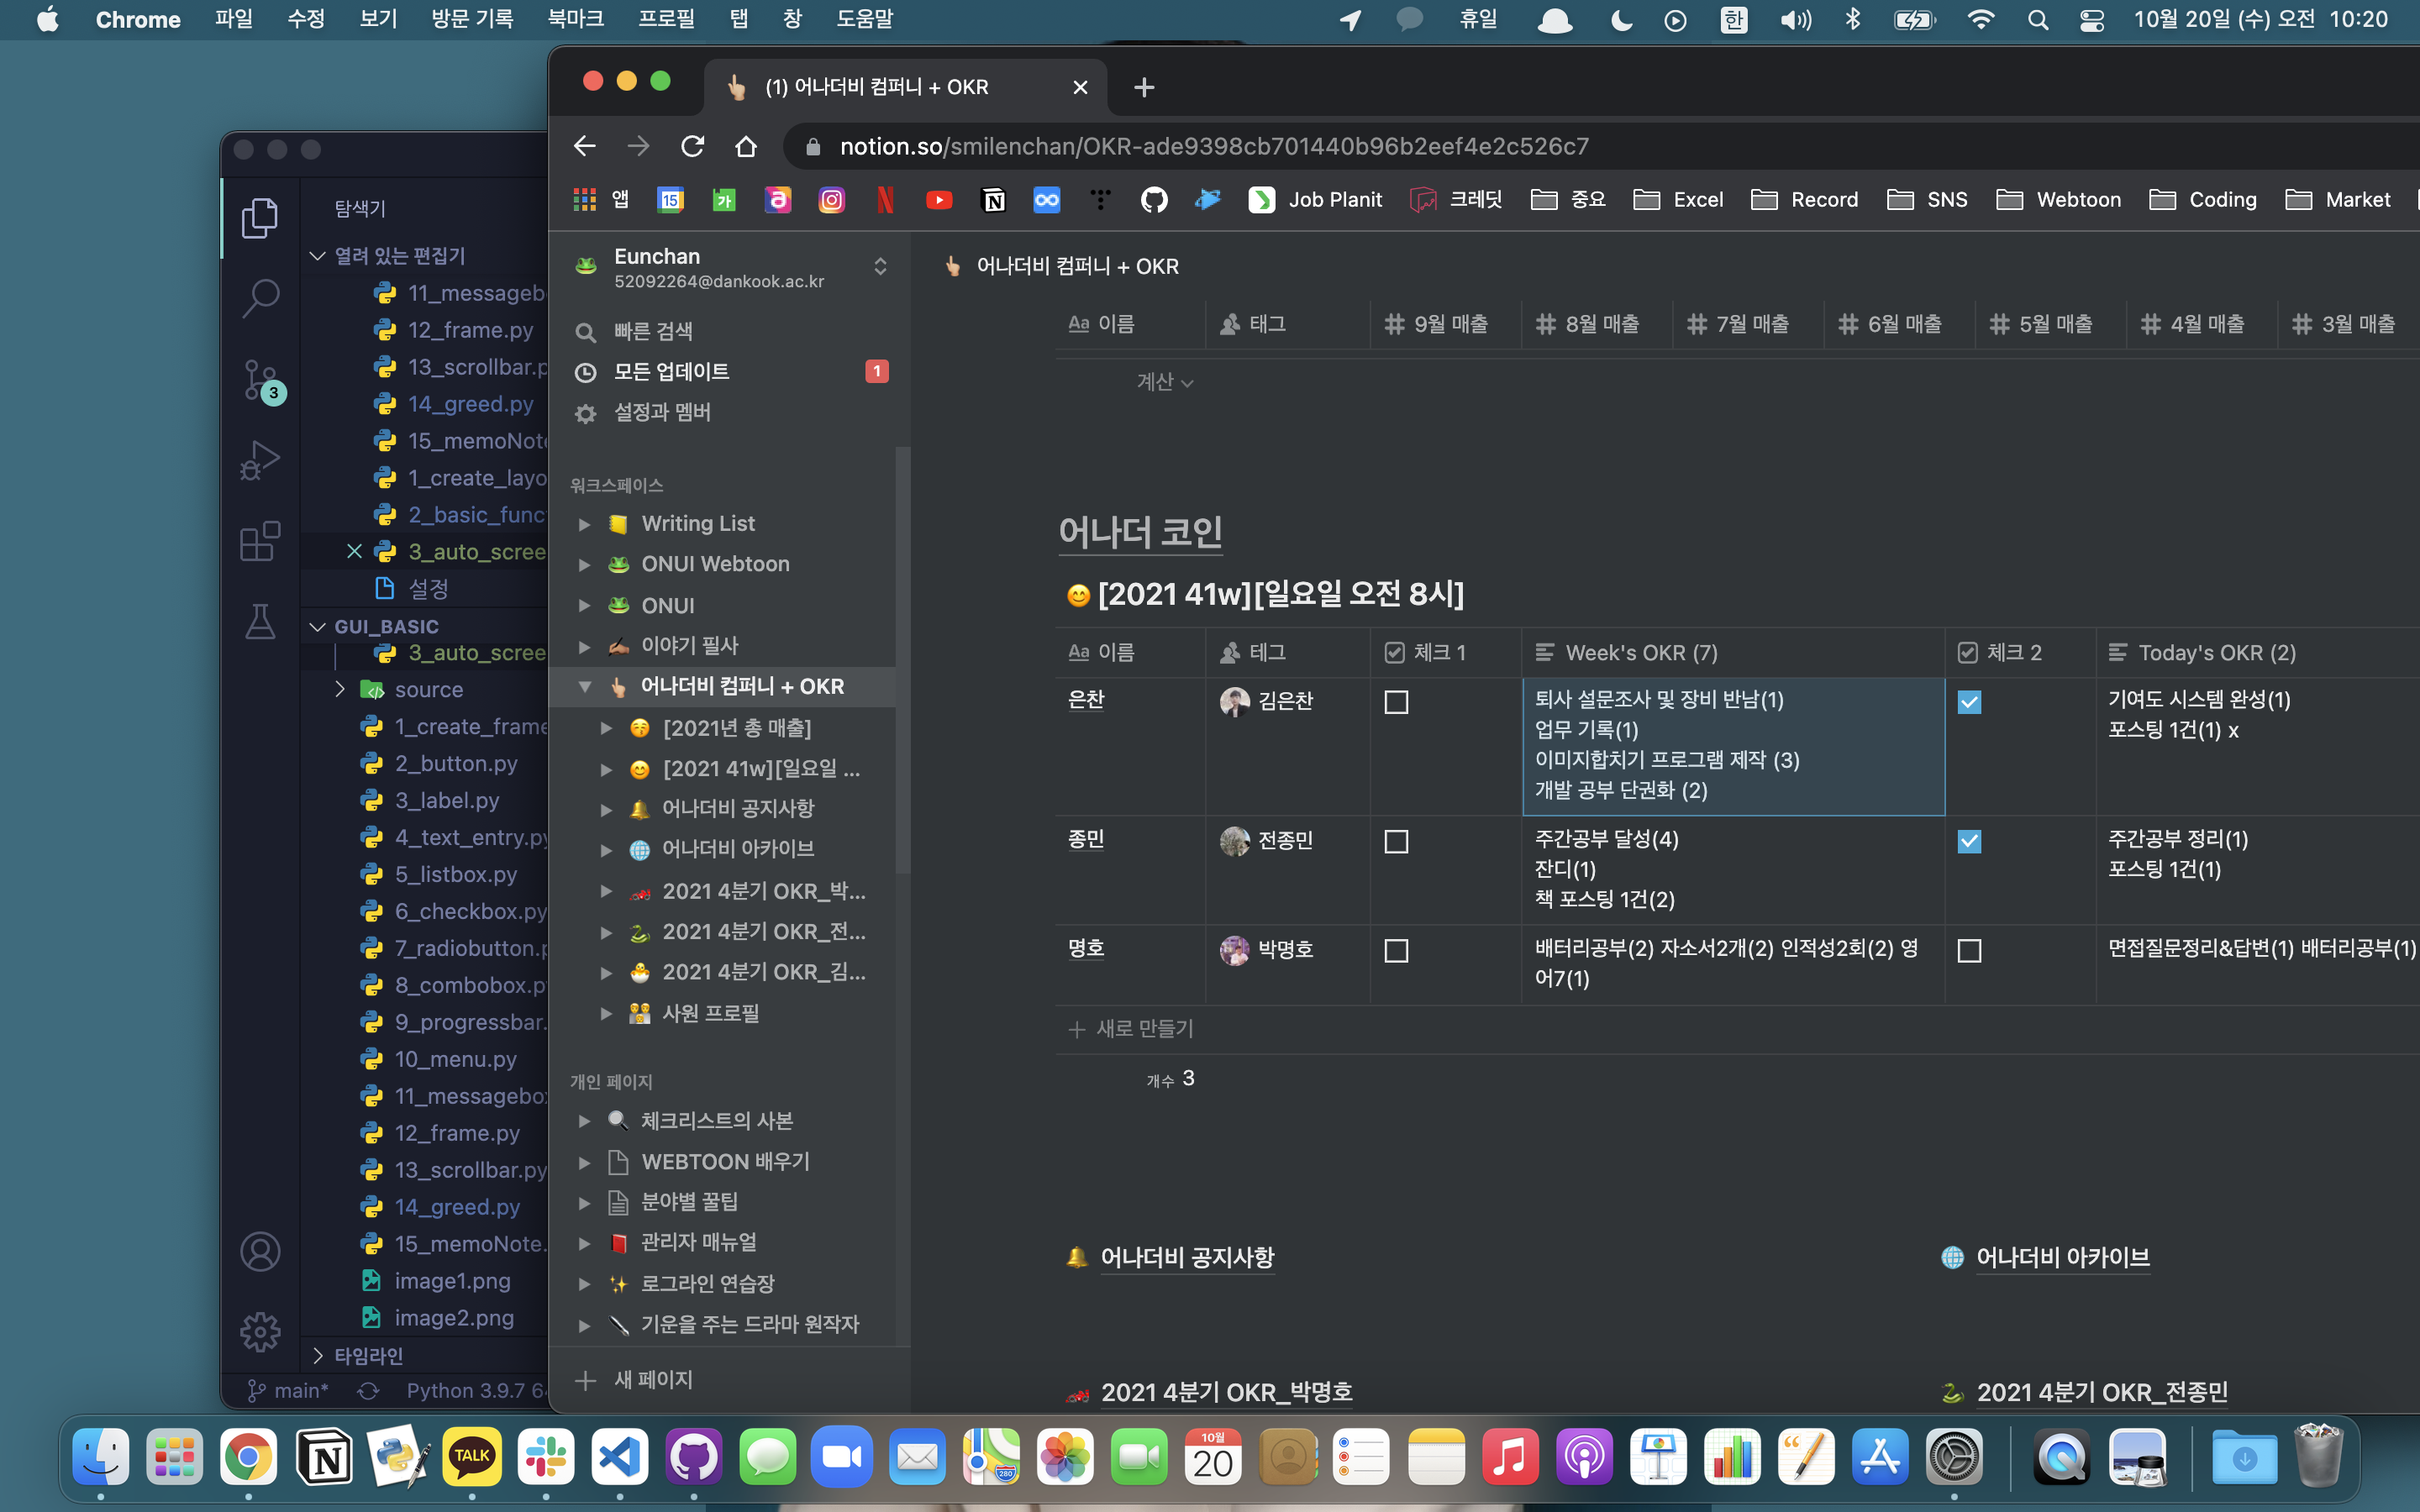 Chrome 파일 수정 보기 방문 기록 북마크 프로필 탭 창 도움말 휴일 한 10월 20일 (수) 오전 10:20
(1) 어나더비 컴퍼니 + OKR
notion.so/smilenchan/OKR-ade9398cb701440b96b2eef4e2c526c7
앱 15 가 a N Job Planit 크레딧 중요 Excel Record SNS Webtoon Coding Market
탐색기
열려 있는 편집기
11_messageb
12_frame.py
13_scrollbar.p
14_greed.py
15_memoNote
1_create_layo
2_basic_func
3_auto_scree
설정
3
GUI_BASIC
3_auto_scree
source
1_create_frame
2_button.py
3_label.py
4_text_entry.py
5_listbox.py
6_checkbox.py
7_radiobutton.p
8_combobox.p
9_progressbar.
10_menu.py
11_messagebo
12_frame.py
13_scrollbar.py
14_greed.py
15_memoNote.
image1.png
image2.png
타임라인
main* Python 3.9.7 64
Eunchan
52092264@dankook.ac.kr
빠른 검색
모든 업데이트 1
설정과 멤버
워크스페이스
Writing List
ONUI Webtoon
ONUI
이야기 필사
어나더비 컴퍼니 + OKR
[2021년 총 매출]
[2021 41w][일요일 ...
어나더비 공지사항
어나더비 아카이브
2021 4분기 OKR_박...
2021 4분기 OKR_전...
2021 4분기 OKR_김...
사원 프로필
개인 페이지
체크리스트의 사본
WEBTOON 배우기
분야별 꿀팁
관리자 매뉴얼
로그라인 연습장
기운을 주는 드라마 원작자
새 페이지
어나더비 컴퍼니 + OKR
Aa 이름 태그 9월 매출 8월 매출 7월 매출 6월 매출 5월 매출 4월 매출 3월 매출
계산
어나더 코인
[2021 41w][일요일 오전 8시]
Aa 이름 태그 체크 1 Week's OKR (7) 체크 2 Today's OKR (2)
은찬 김은찬
퇴사 설문조사 및 장비 반납(1)
업무 기록(1)
이미지합치기 프로그램 제작 (3)
개발 공부 단권화 (2)
기여도 시스템 완성(1)
포스팅 1건(1) x
종민 전종민
주간공부 달성(4)
잔디(1)
책 포스팅 1건(2)
주간공부 정리(1)
포스팅 1건(1)
명호 박명호
배터리공부(2) 자소서2개(2) 인적성2회(2) 영
어7(1)
면접질문정리&답변(1) 배터리공부(1)
새로 만들기
개수 3
어나더비 공지사항 어나더비 아카이브
2021 4분기 OKR_박명호 2021 4분기 OKR_전종민
N TALK 280 10월 20